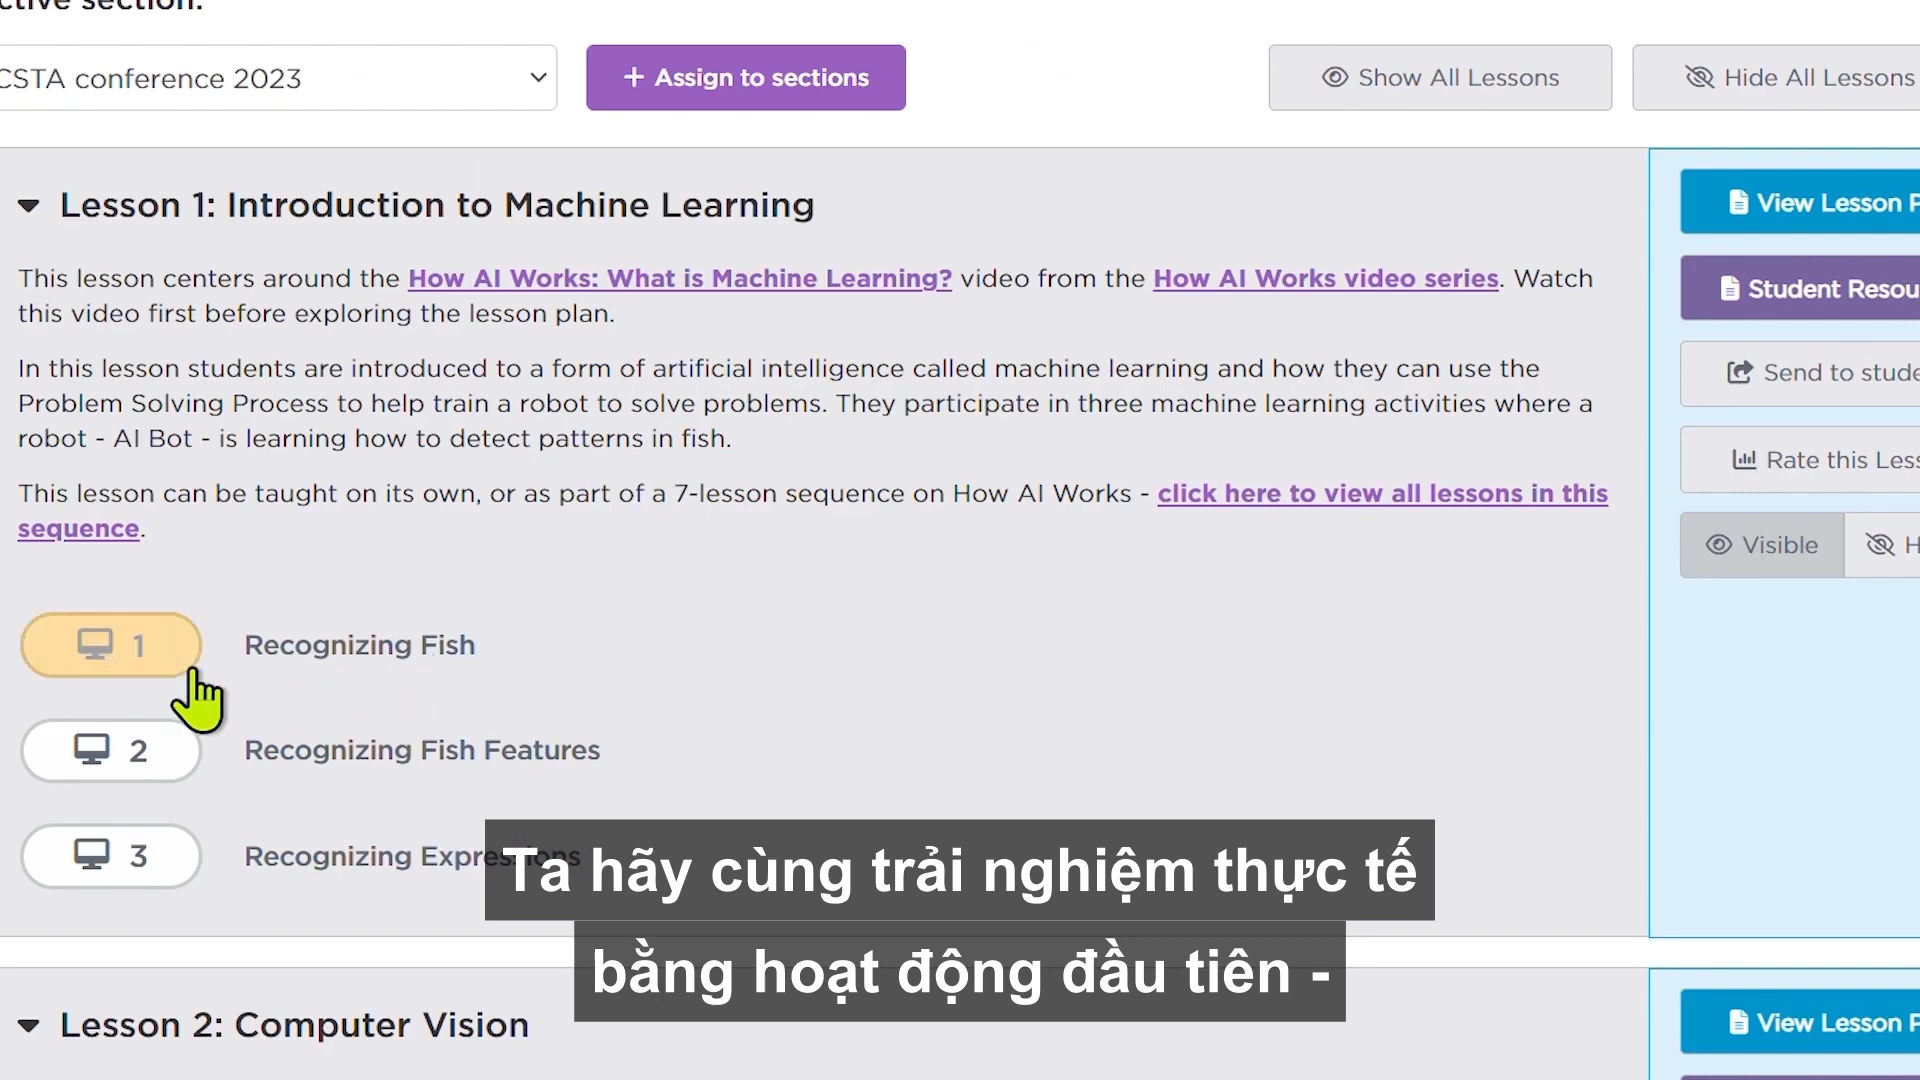 CSTA conference 2023
Assign to sections
Show All Lessons
Hide All Lessons
Lesson 1: Introduction to Machine Learning
This lesson centers around the How AI Works: What is Machine Learning? video from the How AI Works video series. Watch
this video first before exploring the lesson plan.
In this lesson students are introduced to a form of artificial intelligence called machine learning and how they can use the
Problem Solving Process to help train a robot to solve problems. They participate in three machine learning activities where a
robot - AI Bot - is learning how to detect patterns in fish.
This lesson can be taught on its own, or as part of a 7-lesson sequence on How AI Works - click here to view all lessons in this
sequence.
1 Recognizing Fish
2 Recognizing Fish Features
3 Recognizing Expressions
View Lesson
Student
Send to
Rate this
Visible
Ta hãy cùng trải nghiệm thực tế
bằng hoạt động đầu tiên -
Lesson 2: Computer Vision
View Lesson